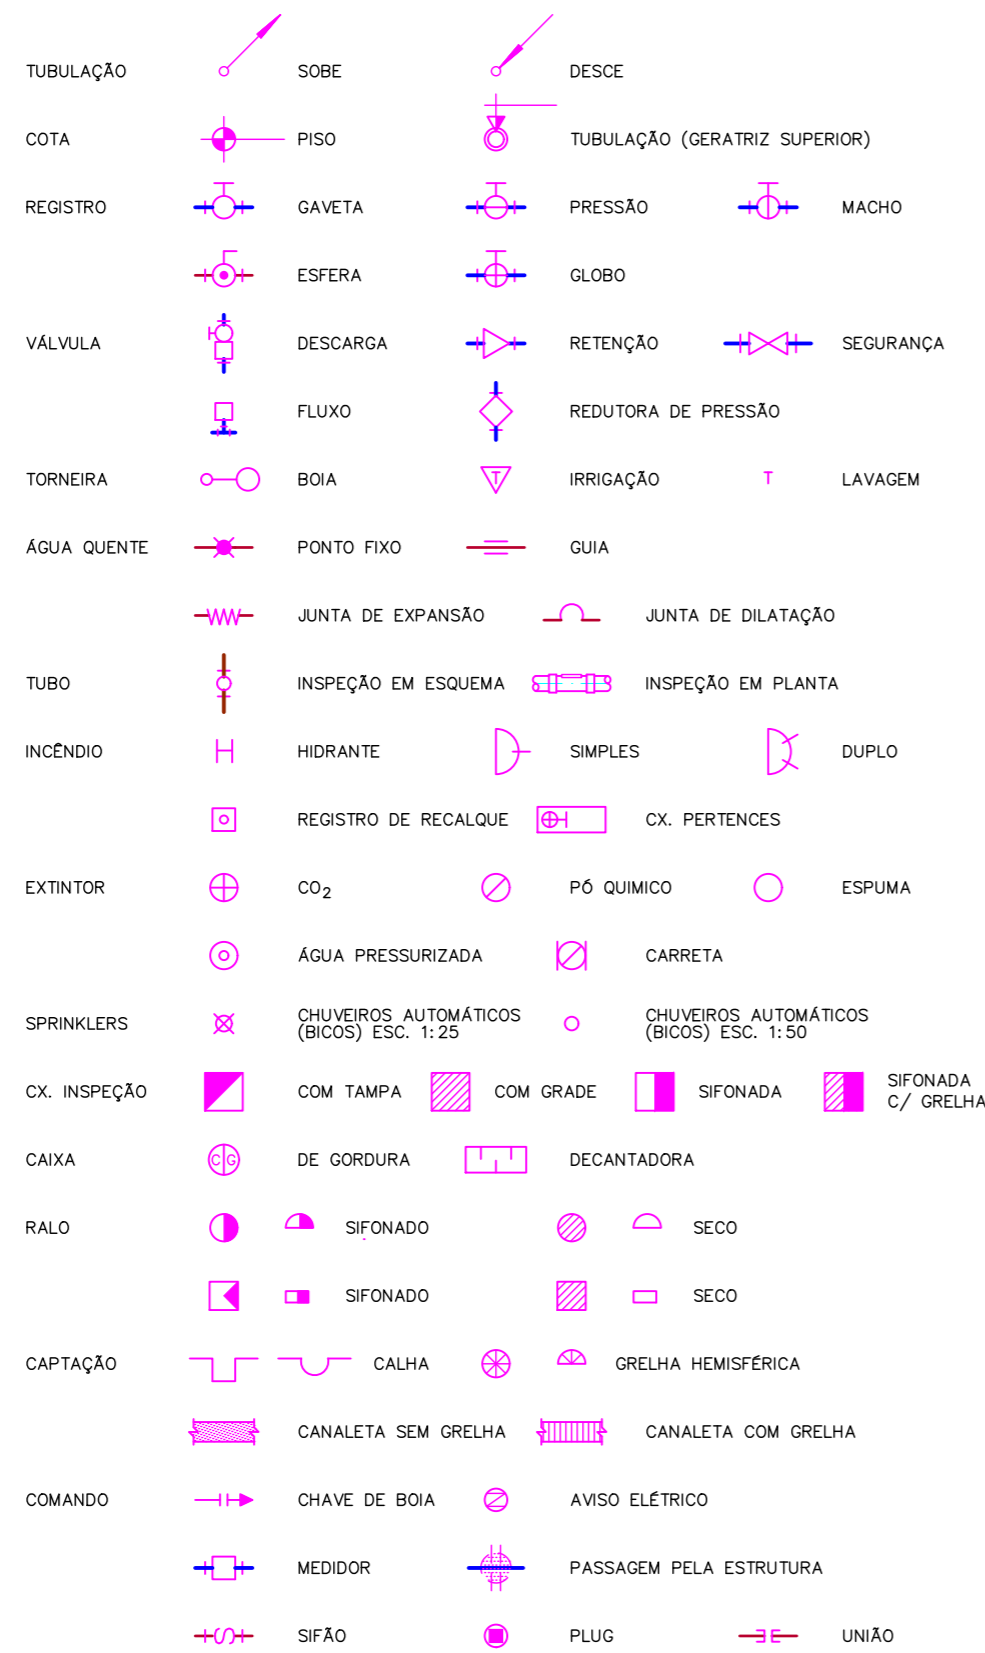 TUBULAÇÃO SOBE DESCE
COTA PISO TUBULAÇÃO (GERATRIZ SUPERIOR)
REGISTRO GAVETA PRESSÃO MACHO
ESFERA GLOBO
VÁLVULA DESCARGA RETENÇÃO SEGURANÇA
FLUXO REDUTORA DE PRESSÃO
TORNEIRA BOIA T IRRIGAÇÃO T LAVAGEM
ÁGUA QUENTE PONTO FIXO GUIA
JUNTA DE EXPANSÃO JUNTA DE DILATAÇÃO
TUBO INSPEÇÃO EM ESQUEMA INSPEÇÃO EM PLANTA
INCÊNDIO H HIDRANTE SIMPLES DUPLO
REGISTRO DE RECALQUE CX. PERTENCES
EXTINTOR CO2 PÓ QUIMICO ESPUMA
ÁGUA PRESSURIZADA CARRETA
SPRINKLERS CHUVEIROS AUTOMÁTICOS CHUVEIROS AUTOMÁTICOS
(BICOS) ESC. 1:25 (BICOS) ESC. 1:50
CX. INSPEÇÃO COM TAMPA COM GRADE SIFONADA SIFONADA
C/ GRELHA
CAIXA CG DE GORDURA DECANTADORA
RALO SIFONADO SECO
SIFONADO SECO
CAPTAÇÃO CALHA GRELHA HEMISFÉRICA
CANALETA SEM GRELHA CANALETA COM GRELHA
COMANDO CHAVE DE BOIA AVISO ELÉTRICO
MEDIDOR PASSAGEM PELA ESTRUTURA
S SIFÃO PLUG UNIÃO